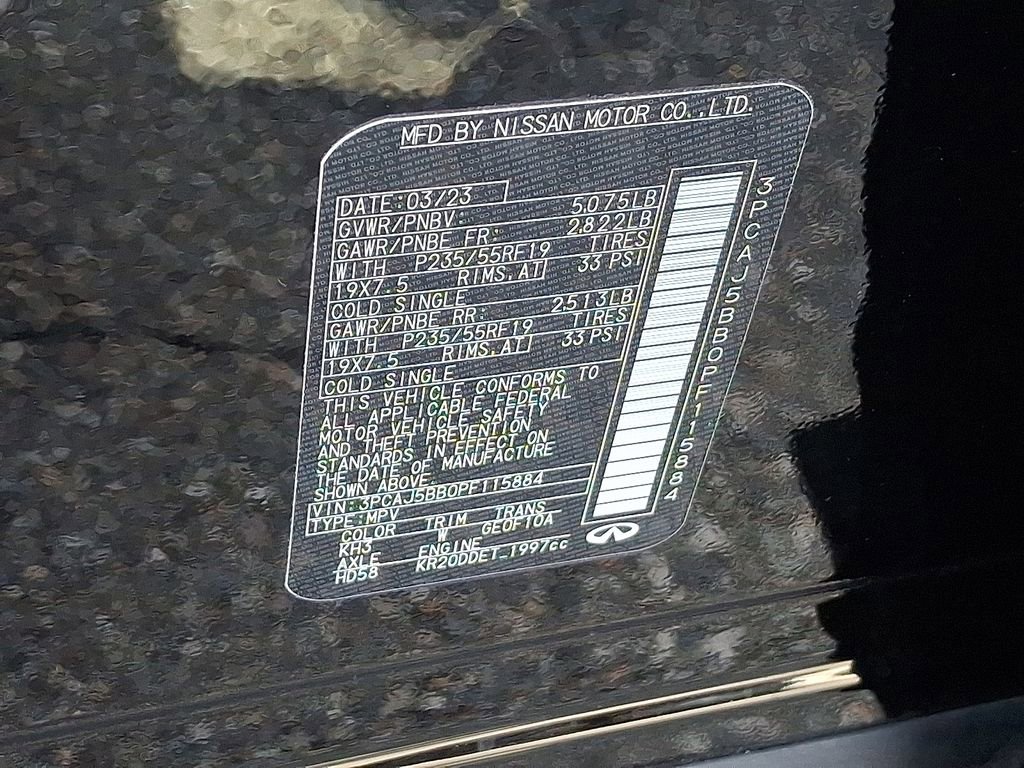 MFD BY NISSAN MOTOR CO.,LTD.
DATE:03/23
GVWR/PNBV: 5075LB
GAWR/PNBE FR: 2822LB
WITH P235/55RF19 TIRES
19X7.5 RIMS,AT 33 PSI
COLD SINGLE
GAWR/PNBE RR: 2513LB
WITH P235/55RF19 TIRES
19X7.5 RIMS,AT 33 PSI
COLD SINGLE
THIS VEHICLE CONFORMS TO
ALL APPLICABLE FEDERAL
MOTOR VEHICLE SAFETY
AND THEFT PREVENTION
STANDARDS IN EFFECT ON
THE DATE OF MANUFACTURE
SHOWN ABOVE.
VIN:3PCAJ5BB0PF115884
TYPE:MPV
COLOR TRIM TRANS
KH3 W GE0F10A
AXLE ENGINE
HD58 KR20DDET 1997cc
3PCAJ5BB0PF115884